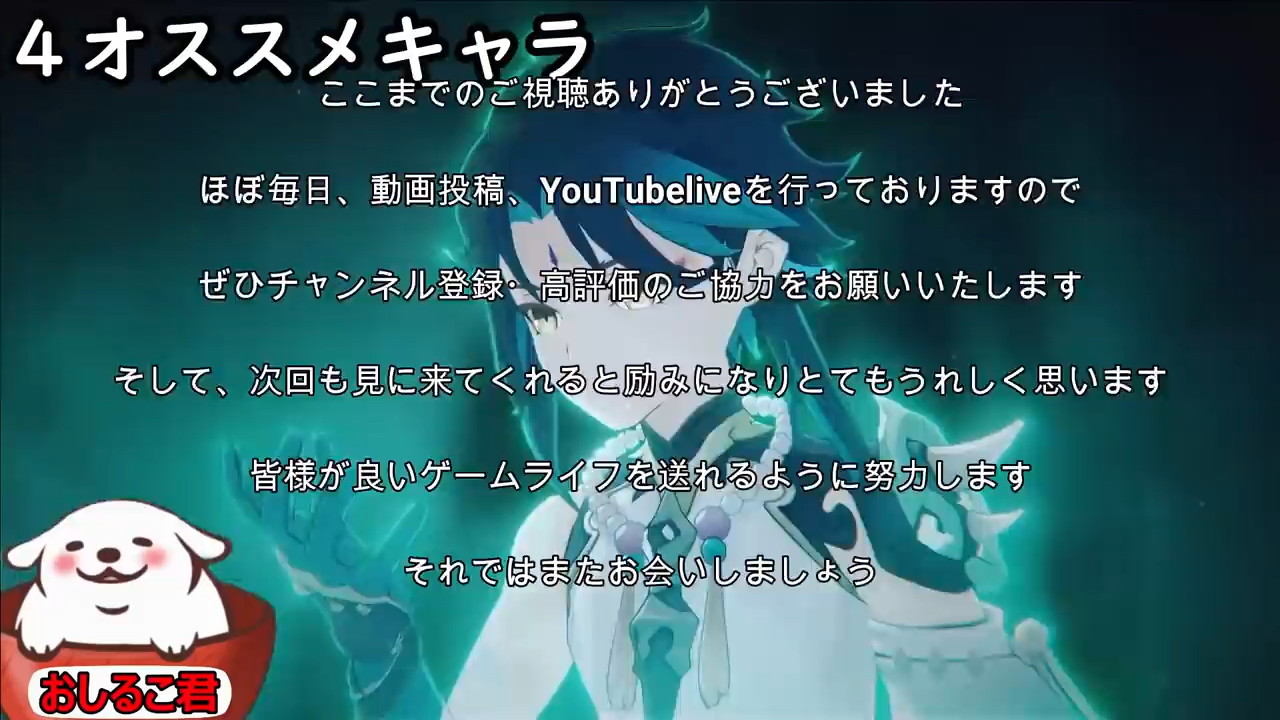 4オススメキャラ
ここまでのご視聴ありがとうございました
ほぼ毎日、動画投稿、YouTubeliveを行っておりますので
ぜひチャンネル登録・高評価のご協力をお願いいたします
そして、次回も見に来てくれると励みになりとてもうれしく思います
皆様が良いゲームライフを送れるように努力します
それではまたお会いしましょう
おしるこ君